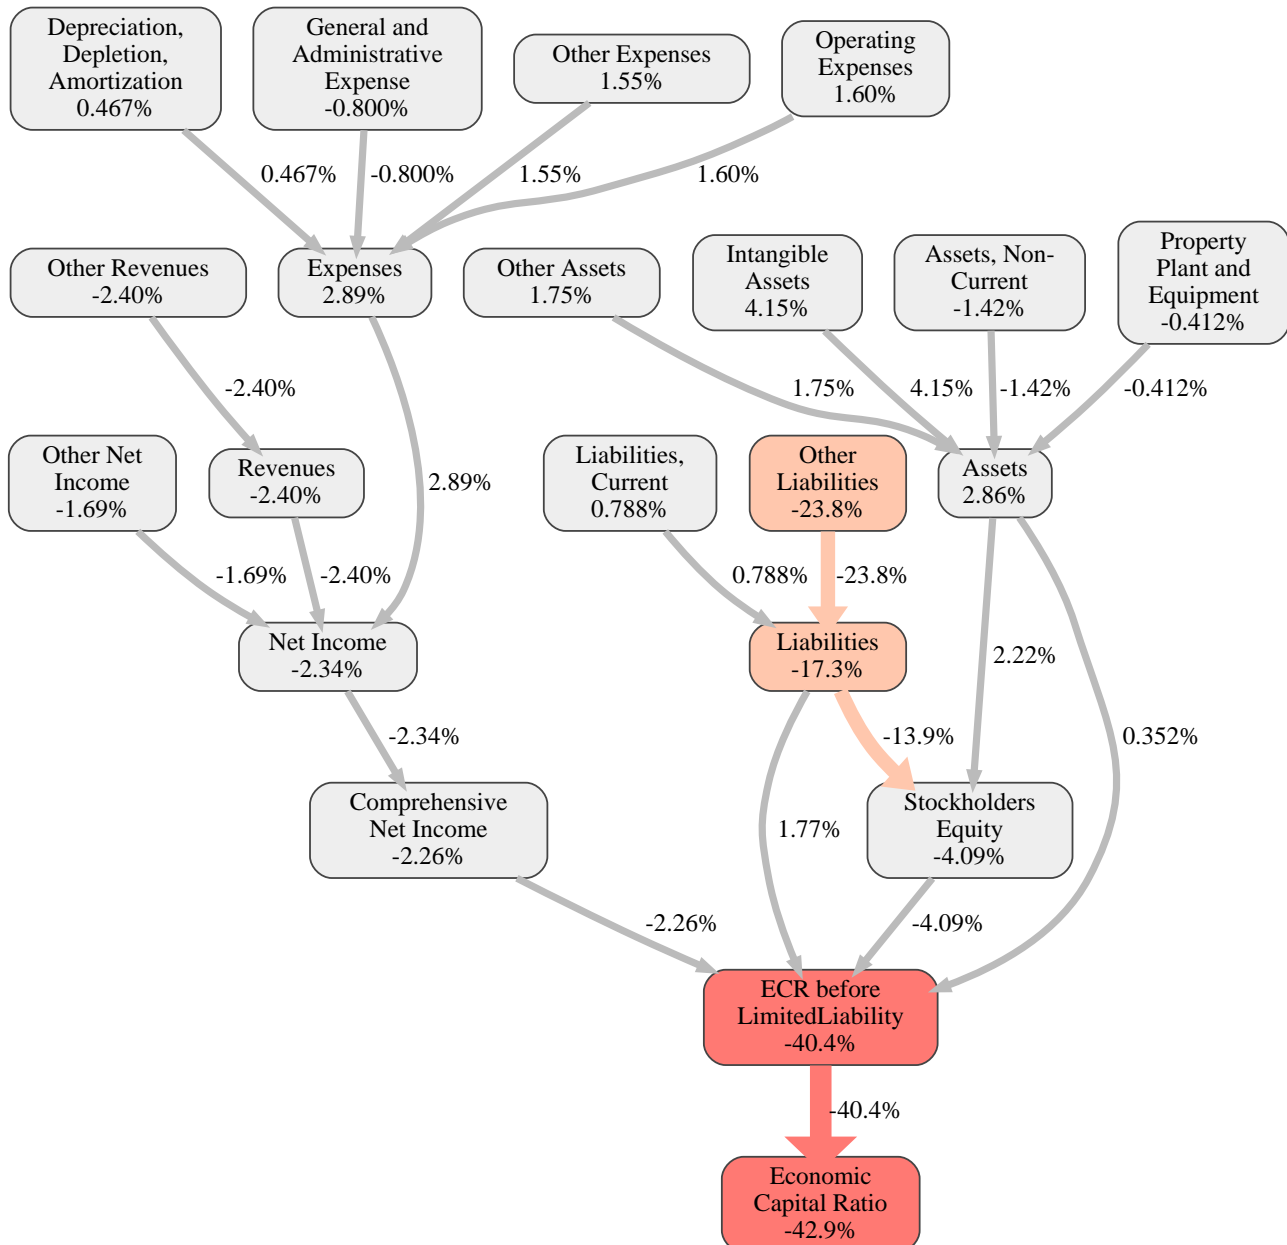 Depreciation,
Depletion,
Amortization
0.467%
General and
Administrative
Expense
-0.800%
Other Expenses
1.55%
Operating
Expenses
1.60%
0.467%
-0.800%
1.55%
1.60%
Other Revenues
-2.40%
Expenses
2.89%
Other Assets
1.75%
Intangible
Assets
4.15%
Assets, Non-
Current
-1.42%
Property
Plant and
Equipment
-0.412%
-2.40%
1.75%
4.15%
-1.42%
-0.412%
Other Net
Income
-1.69%
Revenues
-2.40%
2.89%
Liabilities,
Current
0.788%
Other
Liabilities
-23.8%
Assets
2.86%
-1.69%
-2.40%
0.788%
-23.8%
Net Income
-2.34%
Liabilities
-17.3%
2.22%
-2.34%
-13.9%
0.352%
Comprehensive
Net Income
-2.26%
1.77%
Stockholders
Equity
-4.09%
-2.26%
-4.09%
ECR before
LimitedLiability
-40.4%
-40.4%
Economic
Capital Ratio
-42.9%